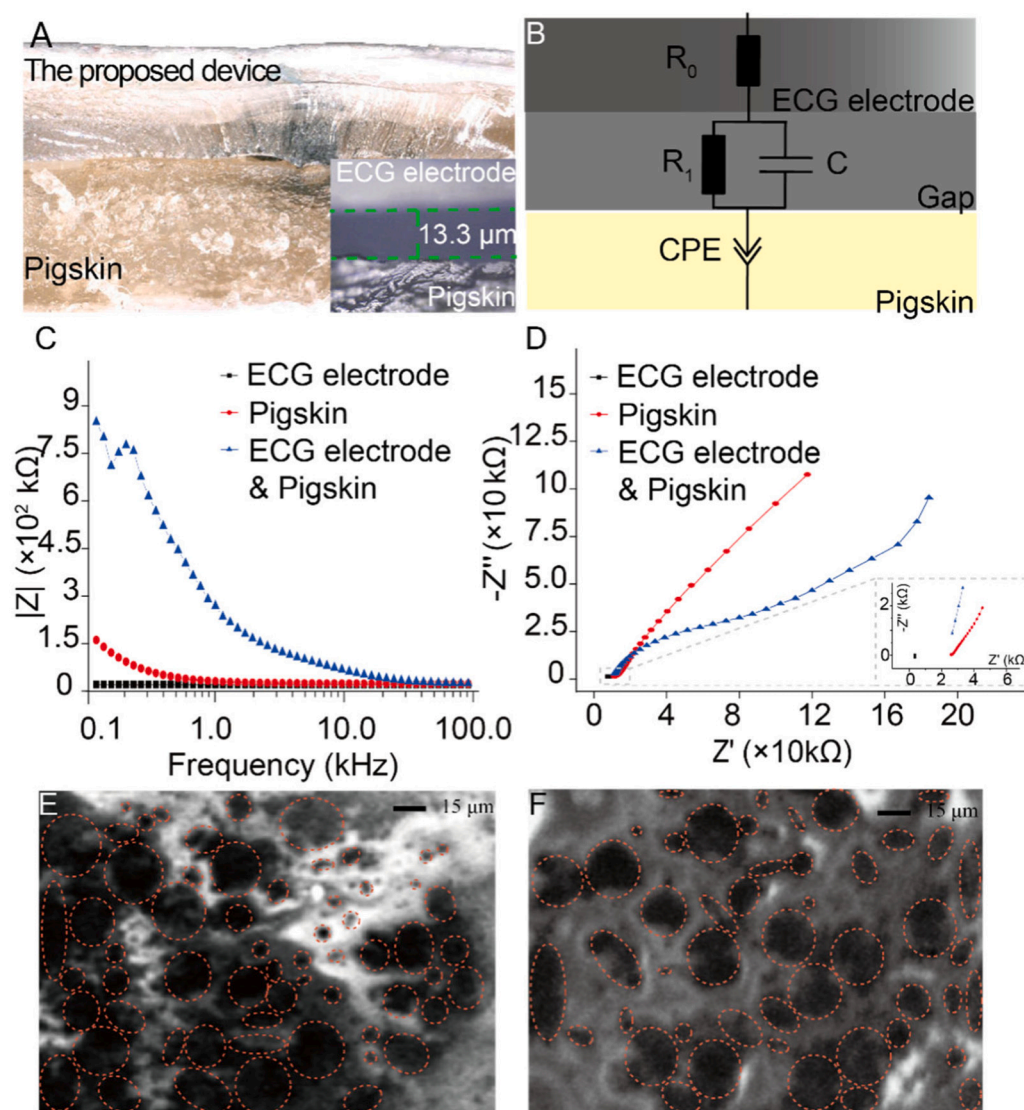 A
The proposed device
ECG electrode
13.3 μm
Pigskin
Pigskin
B
R0
ECG electrode
R1
C
Gap
CPE
Pigskin
C
ECG electrode
Pigskin
ECG electrode
& Pigskin
|Z| (×10² kΩ)
9
7.5
4.5
3
1.5
0
0.1
1.0
10.0
100.0
Frequency (kHz)
D
ECG electrode
Pigskin
ECG electrode
& Pigskin
-Z'' (×10 kΩ)
15
12.5
10
7.5
5.0
2.5
0
0
4
8
12
16
20
Z' (×10kΩ)
-Z'' (kΩ)
2
0
0
2
4
6
Z' (kΩ)
E
15 μm
F
15 μm